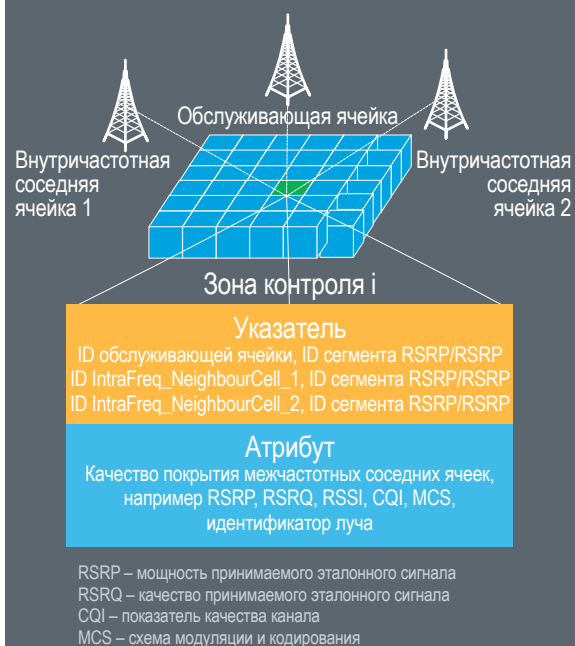 Обслуживающая ячейка
Внутричастотная
соседняя
ячейка 1
Внутричастотная
соседняя
ячейка 2
Зона контроля i
Указатель
ID обслуживающей ячейки, ID сегмента RSRP/RSRP
ID IntraFreq_NeighbourCell_1, ID сегмента RSRP/RSRP
ID IntraFreq_NeighbourCell_2, ID сегмента RSRP/RSRP
Атрибут
Качество покрытия межчастотных соседних ячеек,
например RSRP, RSRQ, RSSI, CQI, MCS,
идентификатор луча
RSRP – мощность принимаемого эталонного сигнала
RSRQ – качество принимаемого эталонного сигнала
CQI – показатель качества канала
MCS – схема модуляции и кодирования